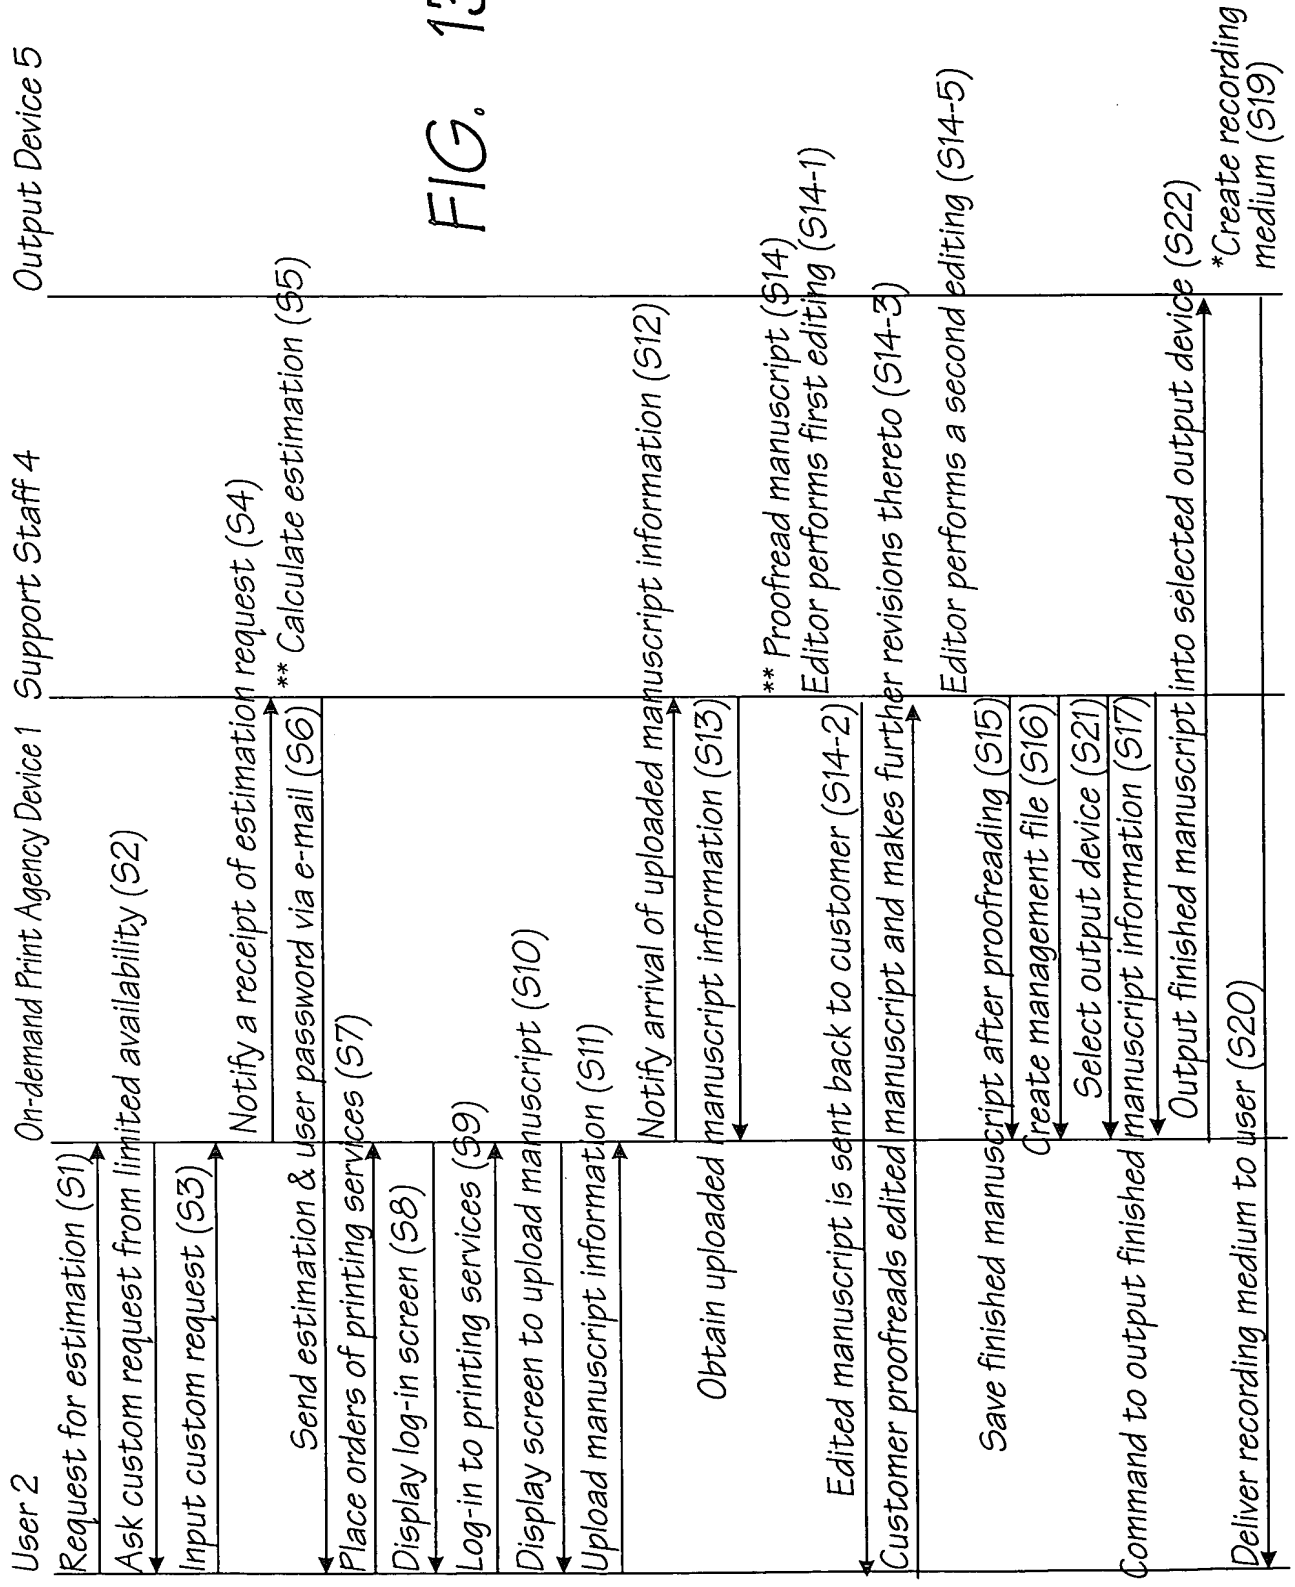 User 2
On-demand Print Agency Device 1
Support Staff 4
Output Device 5
Request for estimation (S1)
Ask custom request from limited availability (S2)
Input custom request (S3)
Notify a receipt of estimation request (S4)
** Calculate estimation (S5)
Send estimation & user password via e-mail (S6)
Place orders of printing services (S7)
Display log-in screen (S8)
Log-in to printing services (S9)
Display screen to upload manuscript (S10)
Upload manuscript information (S11)
Notify arrival of uploaded manuscript information (S12)
Obtain uploaded manuscript information (S13)
** Proofread manuscript (S14)
Editor performs first editing (S14-1)
Edited manuscript is sent back to customer (S14-2)
Customer proofreads edited manuscript and makes further revisions thereto (S14-3)
Editor performs a second editing (S14-5)
Save finished manuscript after proofreading (S15)
Create management file (S16)
Select output device (S21)
Command to output finished manuscript information (S17)
Output finished manuscript into selected output device (S22)
*Create recording
medium (S19)
Deliver recording medium to user (S20)
FIG. 13